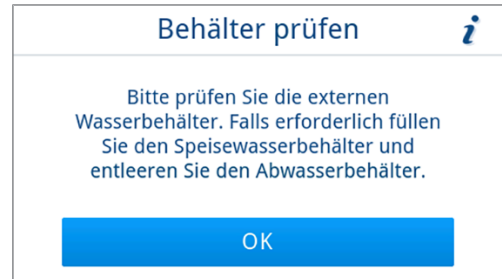 Behälter prüfen i
Bitte prüfen Sie die externen
Wasserbehälter. Falls erforderlich füllen
Sie den Speisewasserbehälter und
entleeren Sie den Abwasserbehälter.
OK